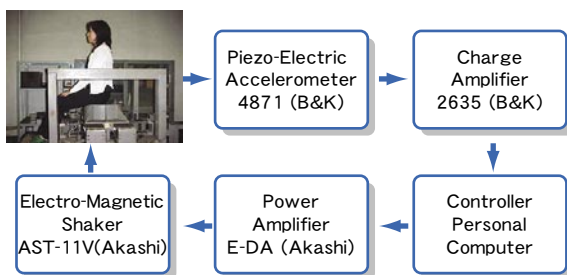 Piezo-Electric
Accelerometer
4871 (B&K)
Charge
Amplifier
2635 (B&K)
Electro-Magnetic
Shaker
AST-11V(Akashi)
Power
Amplifier
E-DA (Akashi)
Controller
Personal
Computer